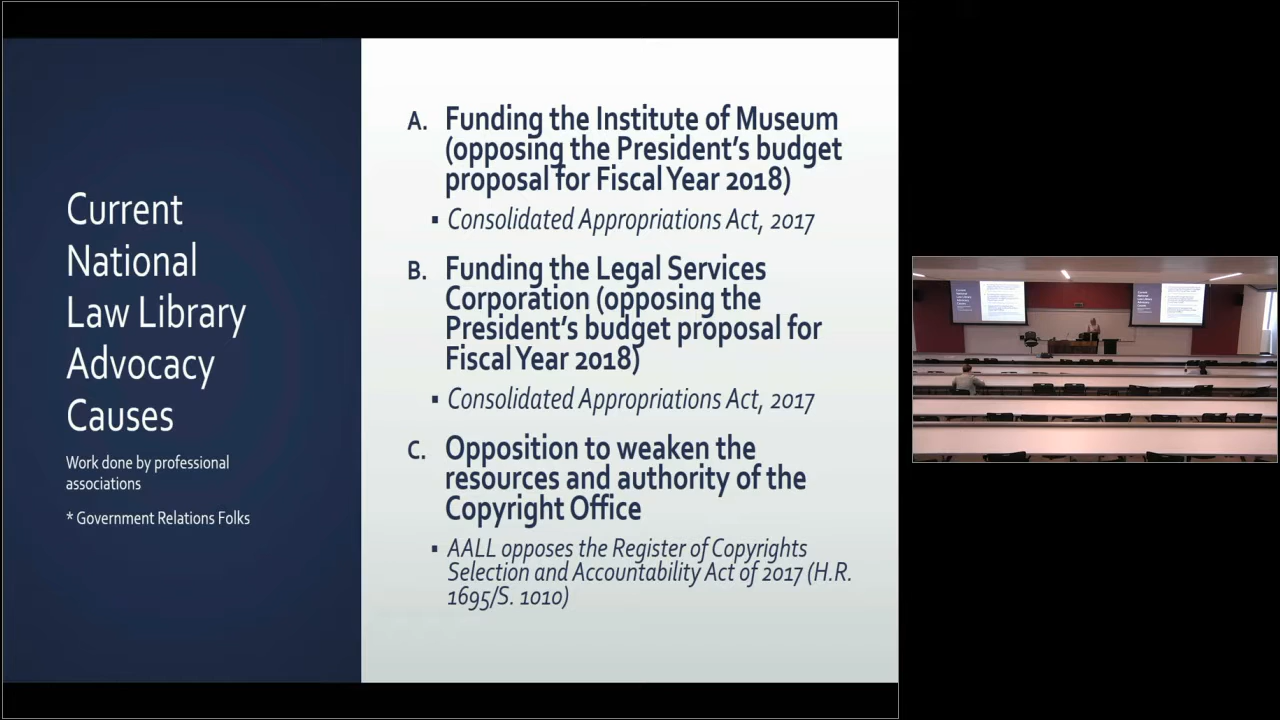 Current
National
Law Library
Advocacy
Causes
Work done by professional
associations
* Government Relations Folks
A. Funding the Institute of Museum
(opposing the President's budget
proposal for Fiscal Year 2018)
▪ Consolidated Appropriations Act, 2017
B. Funding the Legal Services
Corporation (opposing the
President's budget proposal for
Fiscal Year 2018)
▪ Consolidated Appropriations Act, 2017
C. Opposition to weaken the
resources and authority of the
Copyright Office
▪ AALL opposes the Register of Copyrights
Selection and Accountability Act of 2017 (H.R.
1695/S. 1010)